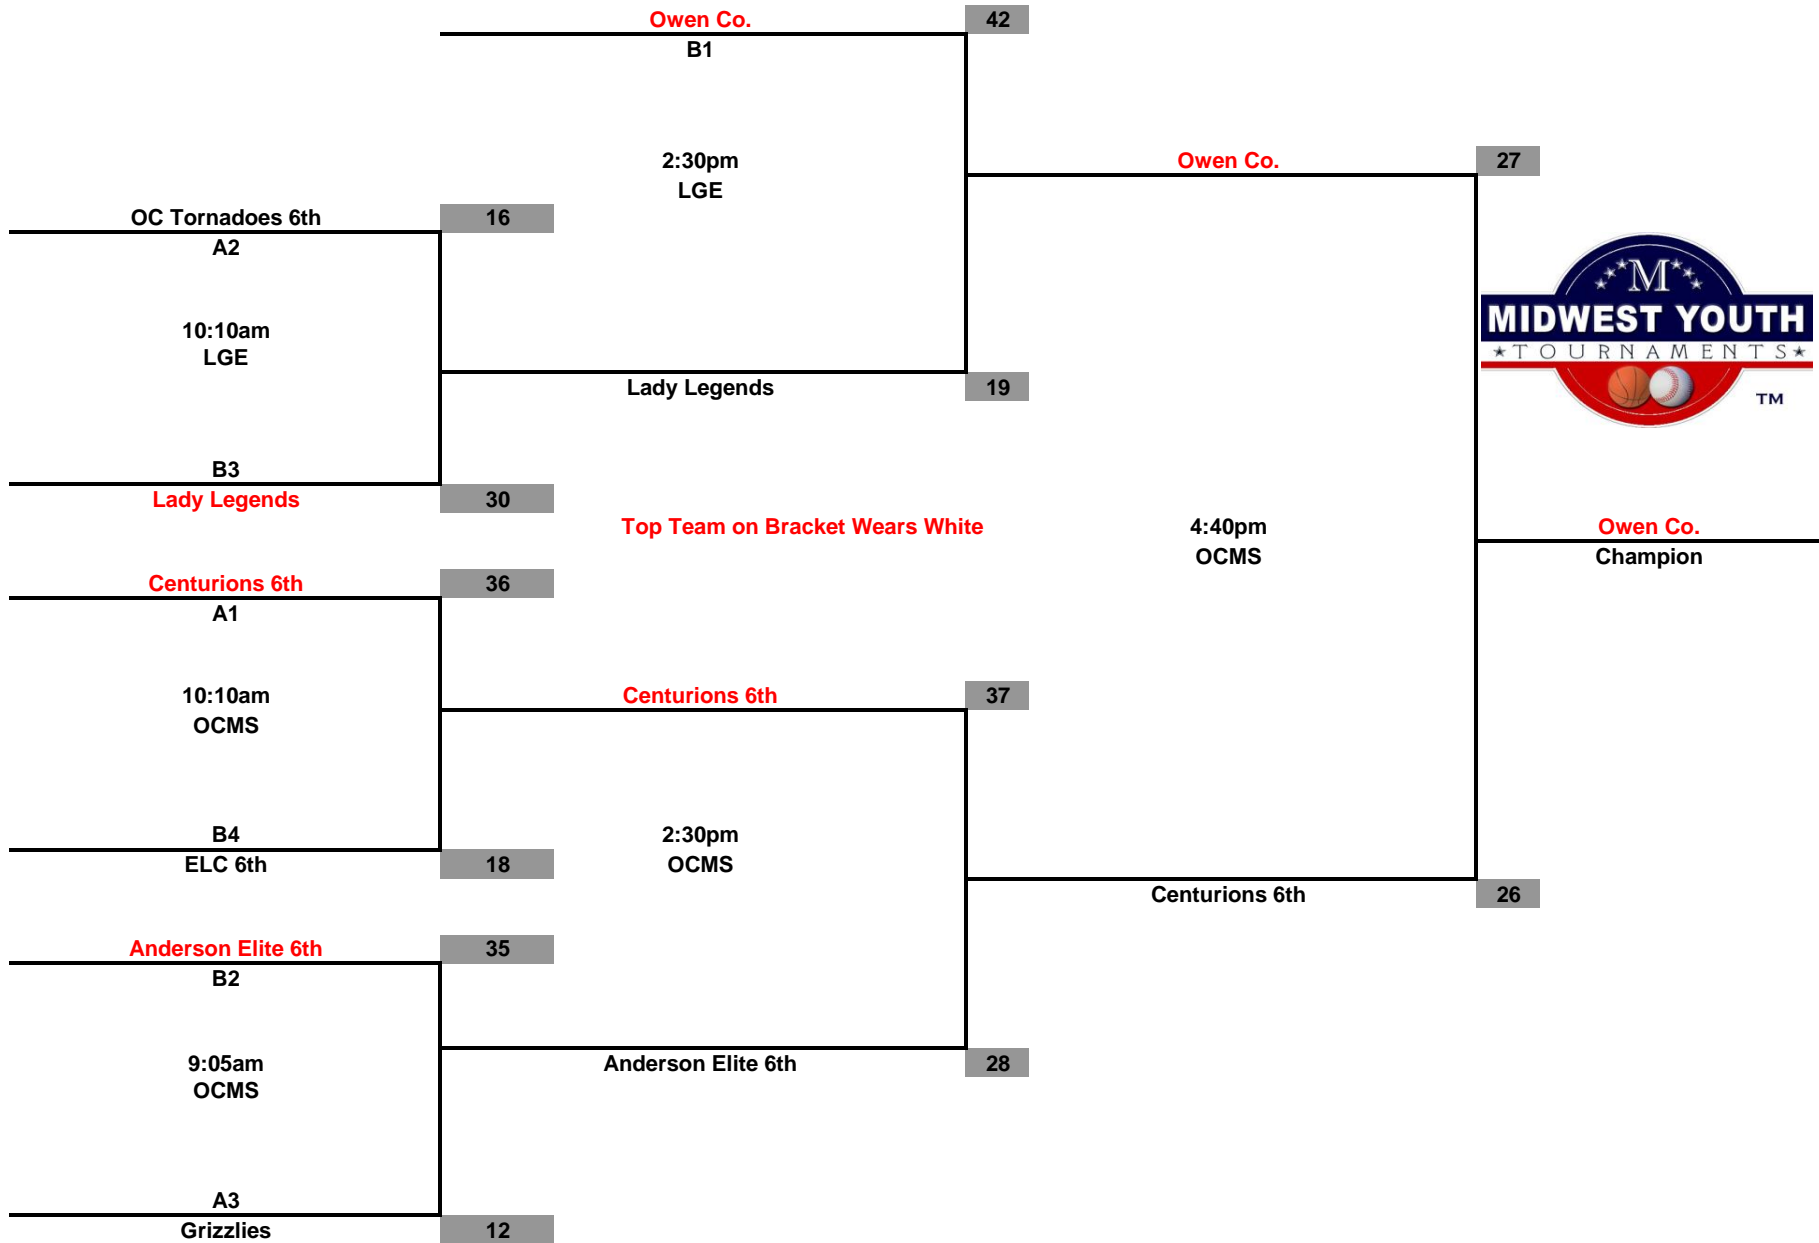 Owen Co. 42
B1
2:30pm
LGE
Owen Co. 27
OC Tornadoes 6th 16
A2
10:10am
LGE
M
MIDWEST YOUTH
★TOURNAMENTS★
TM
Lady Legends 19
B3
Lady Legends 30
Top Team on Bracket Wears White
4:40pm
OCMS
Owen Co.
Champion
Centurions 6th 36
A1
10:10am
OCMS
Centurions 6th 37
B4
ELC 6th 18
2:30pm
OCMS
Centurions 6th 26
Anderson Elite 6th 35
B2
9:05am
OCMS
Anderson Elite 6th 28
A3
Grizzlies 12